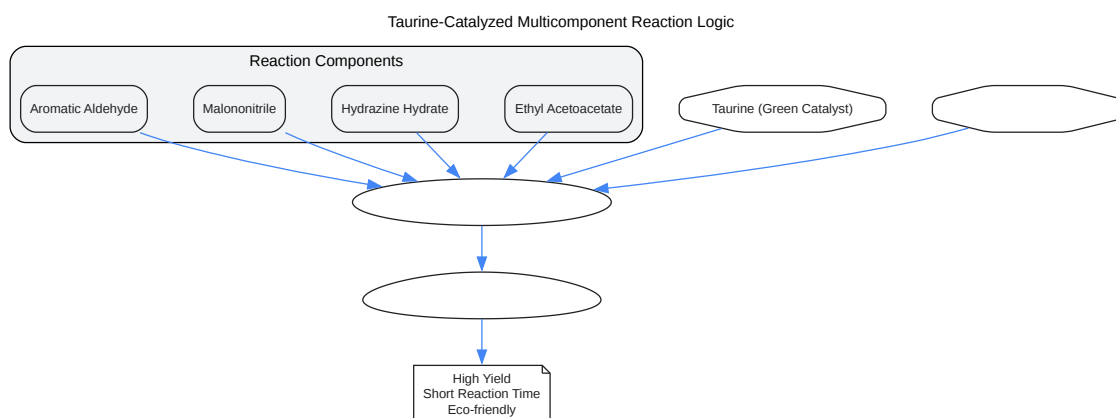 Taurine-Catalyzed Multicomponent Reaction Logic
Reaction Components
Aromatic Aldehyde
Malononitrile
Hydrazine Hydrate
Ethyl Acetoacetate
Taurine (Green Catalyst)
High Yield
Short Reaction Time
Eco-friendly